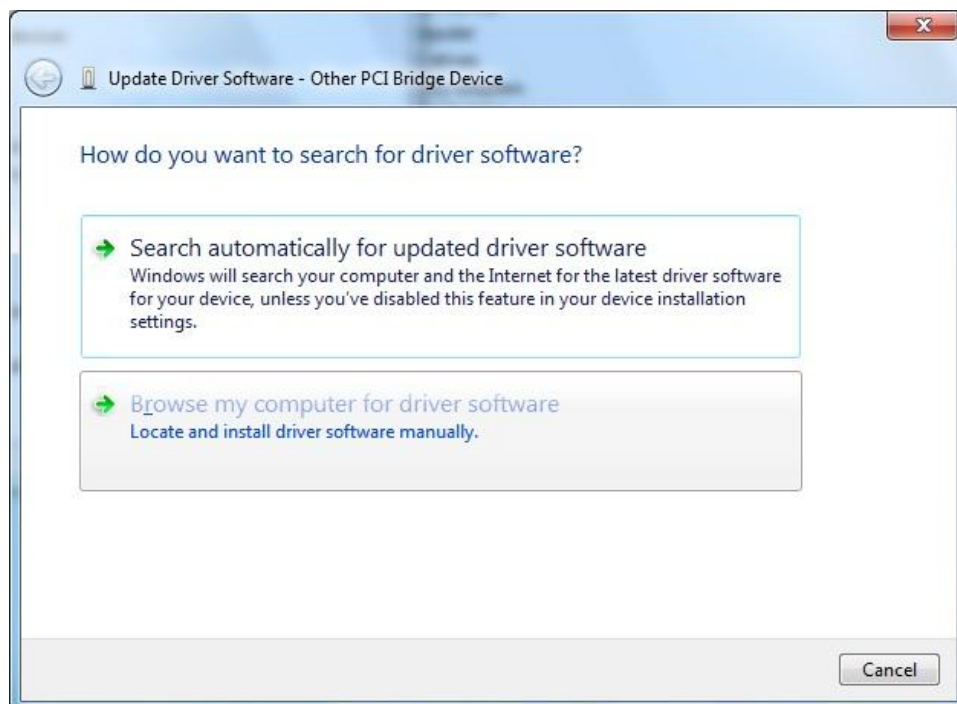 Update Driver Software - Other PCI Bridge Device
How do you want to search for driver software?
Search automatically for updated driver software
Windows will search your computer and the Internet for the latest driver software
for your device, unless you've disabled this feature in your device installation
settings.
Browse my computer for driver software
Locate and install driver software manually.
Cancel